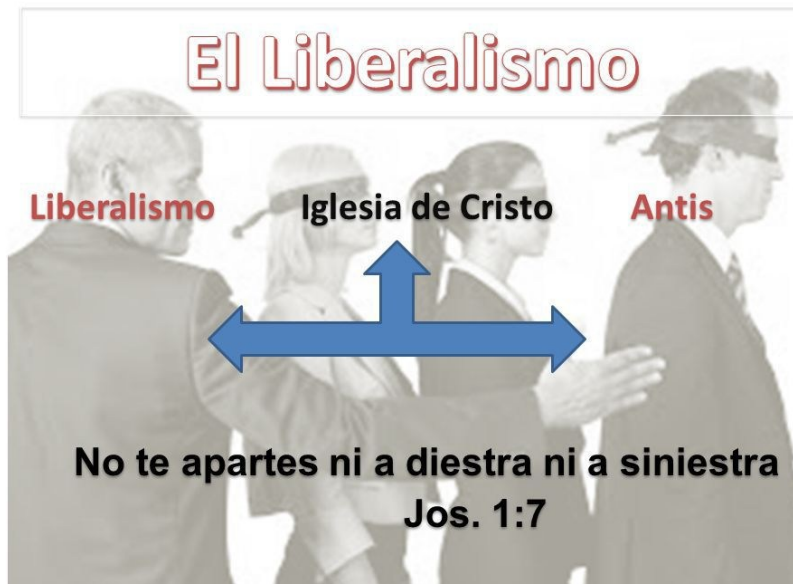 El Liberalismo
Liberalismo Iglesia de Cristo Antis
No te apartes ni a diestra ni a siniestra
Jos. 1:7